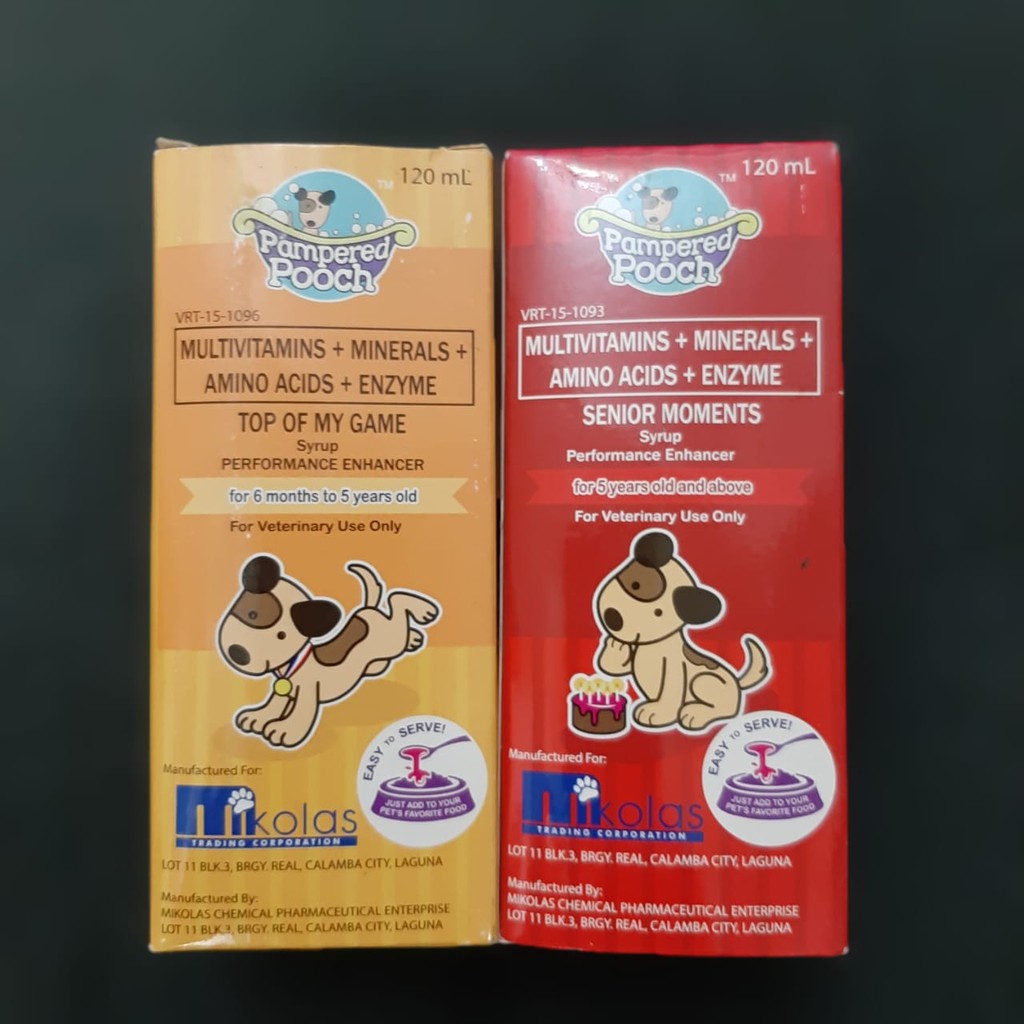 Pampered
Pooch
TM
120 mL
VRT-15-1096
MULTIVITAMINS + MINERALS +
AMINO ACIDS + ENZYME
TOP OF MY GAME
Syrup
PERFORMANCE ENHANCER
for 6 months to 5 years old
For Veterinary Use Only
EASY TO SERVE!
JUST ADD TO YOUR
PET'S FAVORITE FOOD
Manufactured For:
Mikolas
TRADING CORPORATION
LOT 11 BLK.3, BRGY. REAL, CALAMBA CITY, LAGUNA
Manufactured By:
MIKOLAS CHEMICAL PHARMACEUTICAL ENTERPRISE
LOT 11 BLK.3, BRGY. REAL, CALAMBA CITY, LAGUNA
Pampered
Pooch
TM
120 mL
VRT-15-1093
MULTIVITAMINS + MINERALS +
AMINO ACIDS + ENZYME
SENIOR MOMENTS
Syrup
Performance Enhancer
for 5 years old and above
For Veterinary Use Only
EASY TO SERVE!
JUST ADD TO YOUR
PET'S FAVORITE FOOD
Manufactured For:
Mikolas
TRADING CORPORATION
LOT 11 BLK.3, BRGY. REAL, CALAMBA CITY, LAGUNA
Manufactured By:
MIKOLAS CHEMICAL PHARMACEUTICAL ENTERPRISE
LOT 11 BLK.3, BRGY. REAL, CALAMBA CITY, LAGUNA